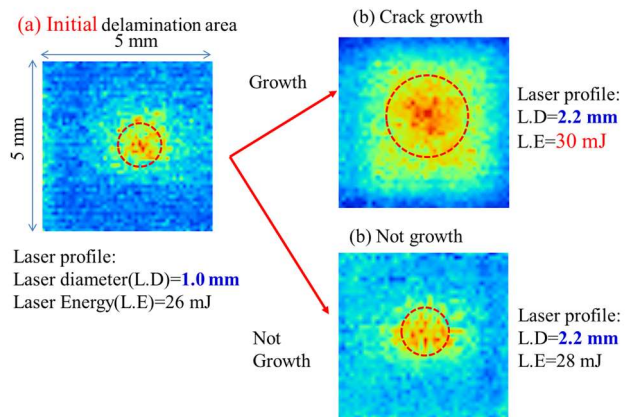 (a) Initial delamination area
5 mm
5 mm
Laser profile:
Laser diameter(L.D)=1.0 mm
Laser Energy(L.E)=26 mJ
Growth
Not
Growth
(b) Crack growth
Laser profile:
L.D=2.2 mm
L.E=30 mJ
(b) Not growth
Laser profile:
L.D=2.2 mm
L.E=28 mJ